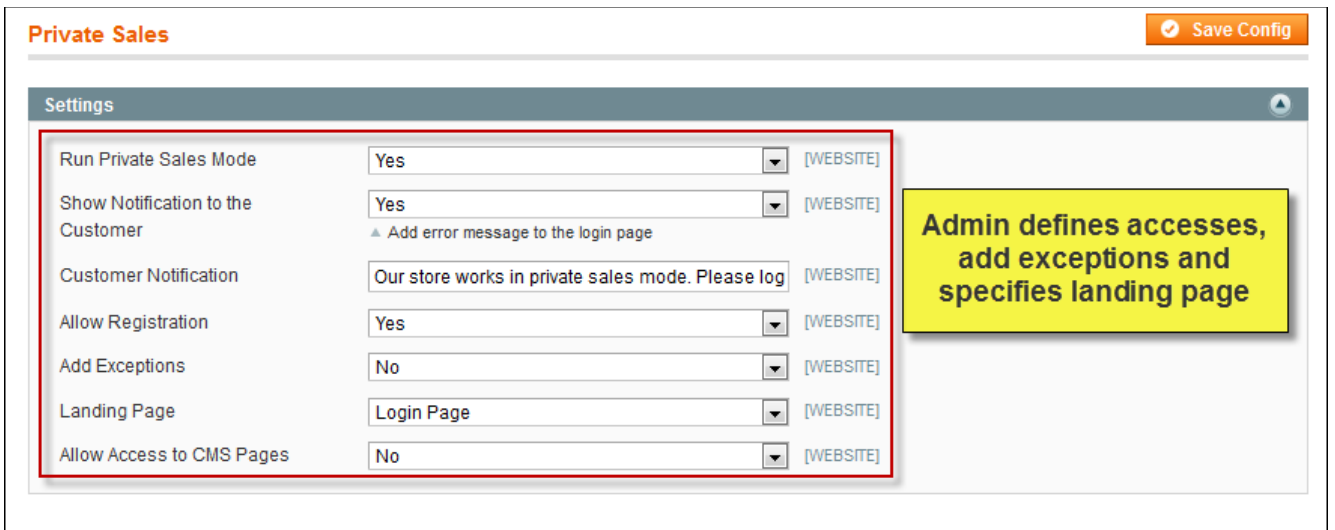 Private Sales
Save Config
Settings
Run Private Sales Mode
Yes
[WEBSITE]
Show Notification to the
Customer
Yes
[WEBSITE]
Add error message to the login page
Customer Notification
Our store works in private sales mode. Please log
[WEBSITE]
Allow Registration
Yes
[WEBSITE]
Add Exceptions
No
[WEBSITE]
Landing Page
Login Page
[WEBSITE]
Allow Access to CMS Pages
No
[WEBSITE]
Admin defines accesses,
add exceptions and
specifies landing page